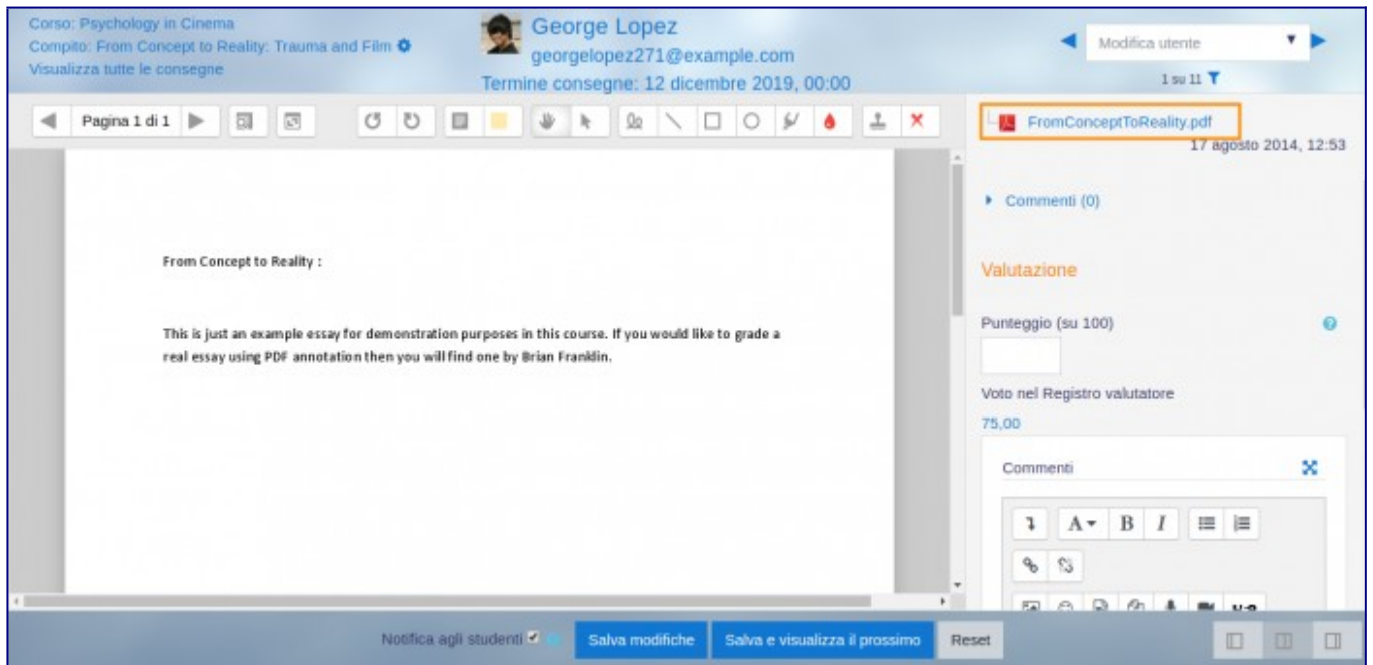 Corso: Psychology in Cinema
Compito: From Concept to Reality: Trauma and Film
Visualizza tutte le consegne
George Lopez
georgelopez271@example.com
Termine consegne: 12 dicembre 2019, 00:00
Modifica utente
1 su 11
Pagina 1 di 1
FromConceptToReality.pdf
17 agosto 2014, 12:53
Commenti (0)
From Concept to Reality :
This is just an example essay for demonstration purposes in this course. If you would like to grade a
real essay using PDF annotation then you will find one by Brian Franklin.
Valutazione
Punteggio (su 100)
Voto nel Registro valutatore
75,00
Commenti
A B I
Notifica agli studenti
Salva modifiche
Salva e visualizza il prossimo
Reset